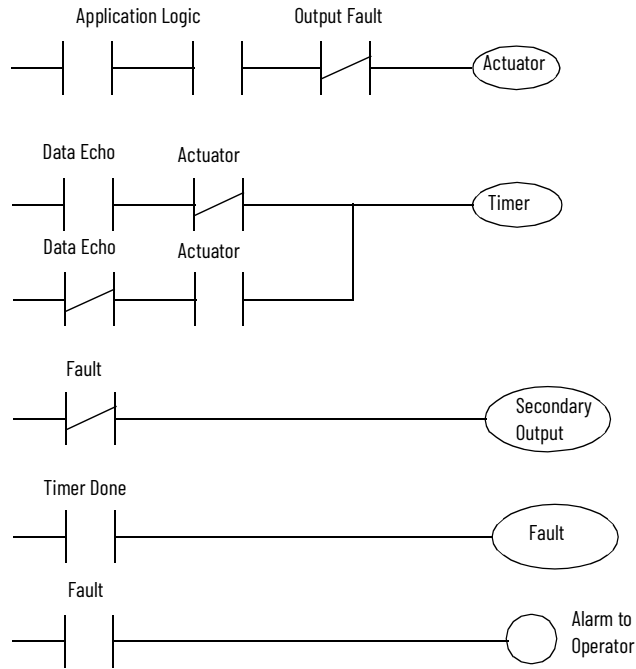 Application Logic
Output Fault
Actuator
Data Echo
Actuator
Timer
Data Echo
Actuator
Fault
Secondary
Output
Timer Done
Fault
Fault
Alarm to
Operator